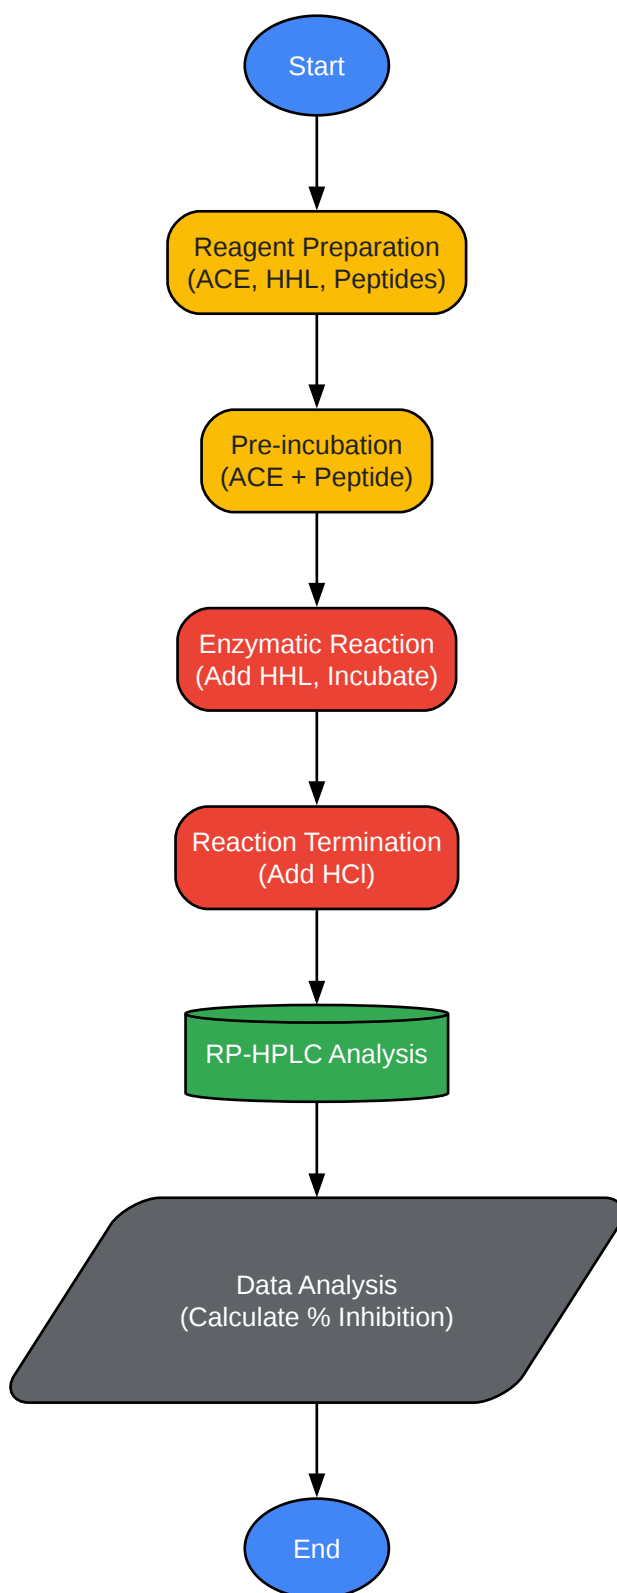 Start
Reagent Preparation
(ACE, HHL, Peptides)
Pre-incubation
(ACE + Peptide)
Enzymatic Reaction
(Add HHL, Incubate)
Reaction Termination
(Add HCl)
RP-HPLC Analysis
Data Analysis
(Calculate % Inhibition)
End